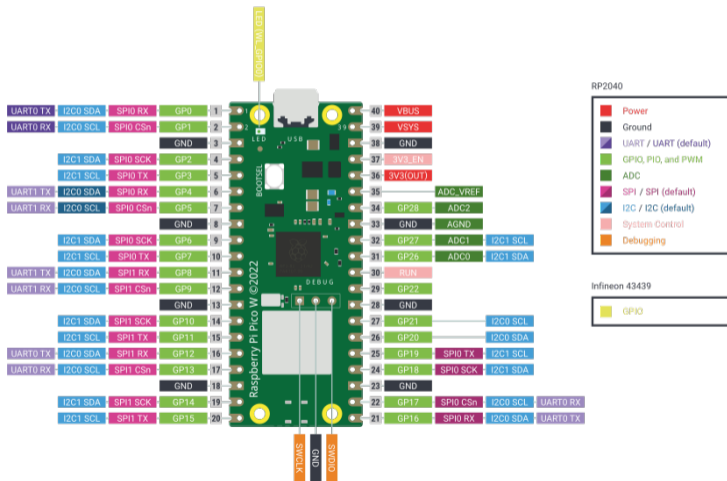 LED (WL_GPIO0)
UART0 TX I2C0 SDA SPI0 RX GP0 1 40 VBUS
UART0 RX I2C0 SCL SPI0 CSn GP1 2 39 VSYS
GND 3 38 GND
I2C1 SDA SPI0 SCK GP2 4 37 3V3_EN
I2C1 SCL SPI0 TX GP3 5 36 3V3(OUT)
UART1 TX I2C0 SDA SPI0 RX GP4 6 35 ADC_VREF
UART1 RX I2C0 SCL SPI0 CSn GP5 7 34 GP28 ADC2
GND 8 33 GND AGND
I2C1 SDA SPI0 SCK GP6 9 32 GP27 ADC1 I2C1 SCL
I2C1 SCL SPI0 TX GP7 10 31 GP26 ADC0 I2C1 SDA
UART1 TX I2C0 SDA SPI1 RX GP8 11 30 RUN
UART1 RX I2C0 SCL SPI1 CSn GP9 12 29 GP22
GND 13 28 GND
I2C1 SDA SPI1 SCK GP10 14 27 GP21 I2C0 SCL
I2C1 SCL SPI1 TX GP11 15 26 GP20 I2C0 SDA
UART0 TX I2C0 SDA SPI1 RX GP12 16 25 GP19 SPI0 TX I2C1 SCL
UART0 RX I2C0 SCL SPI1 CSn GP13 17 24 GP18 SPI0 SCK I2C1 SDA
GND 18 23 GND
I2C1 SDA SPI1 SCK GP14 19 22 GP17 SPI0 CSn I2C0 SCL UART0 RX
I2C1 SCL SPI1 TX GP15 20 21 GP16 SPI0 RX I2C0 SDA UART0 TX
1
2
39
LED
USB
BOOTSEL
DEBUG
Raspberry Pi Pico W ©2022
SWCLK
GND
SWDIO
RP2040
Power
Ground
UART / UART (default)
GPIO, PIO, and PWM
ADC
SPI / SPI (default)
I2C / I2C (default)
System Control
Debugging
Infineon 43439
GPIO